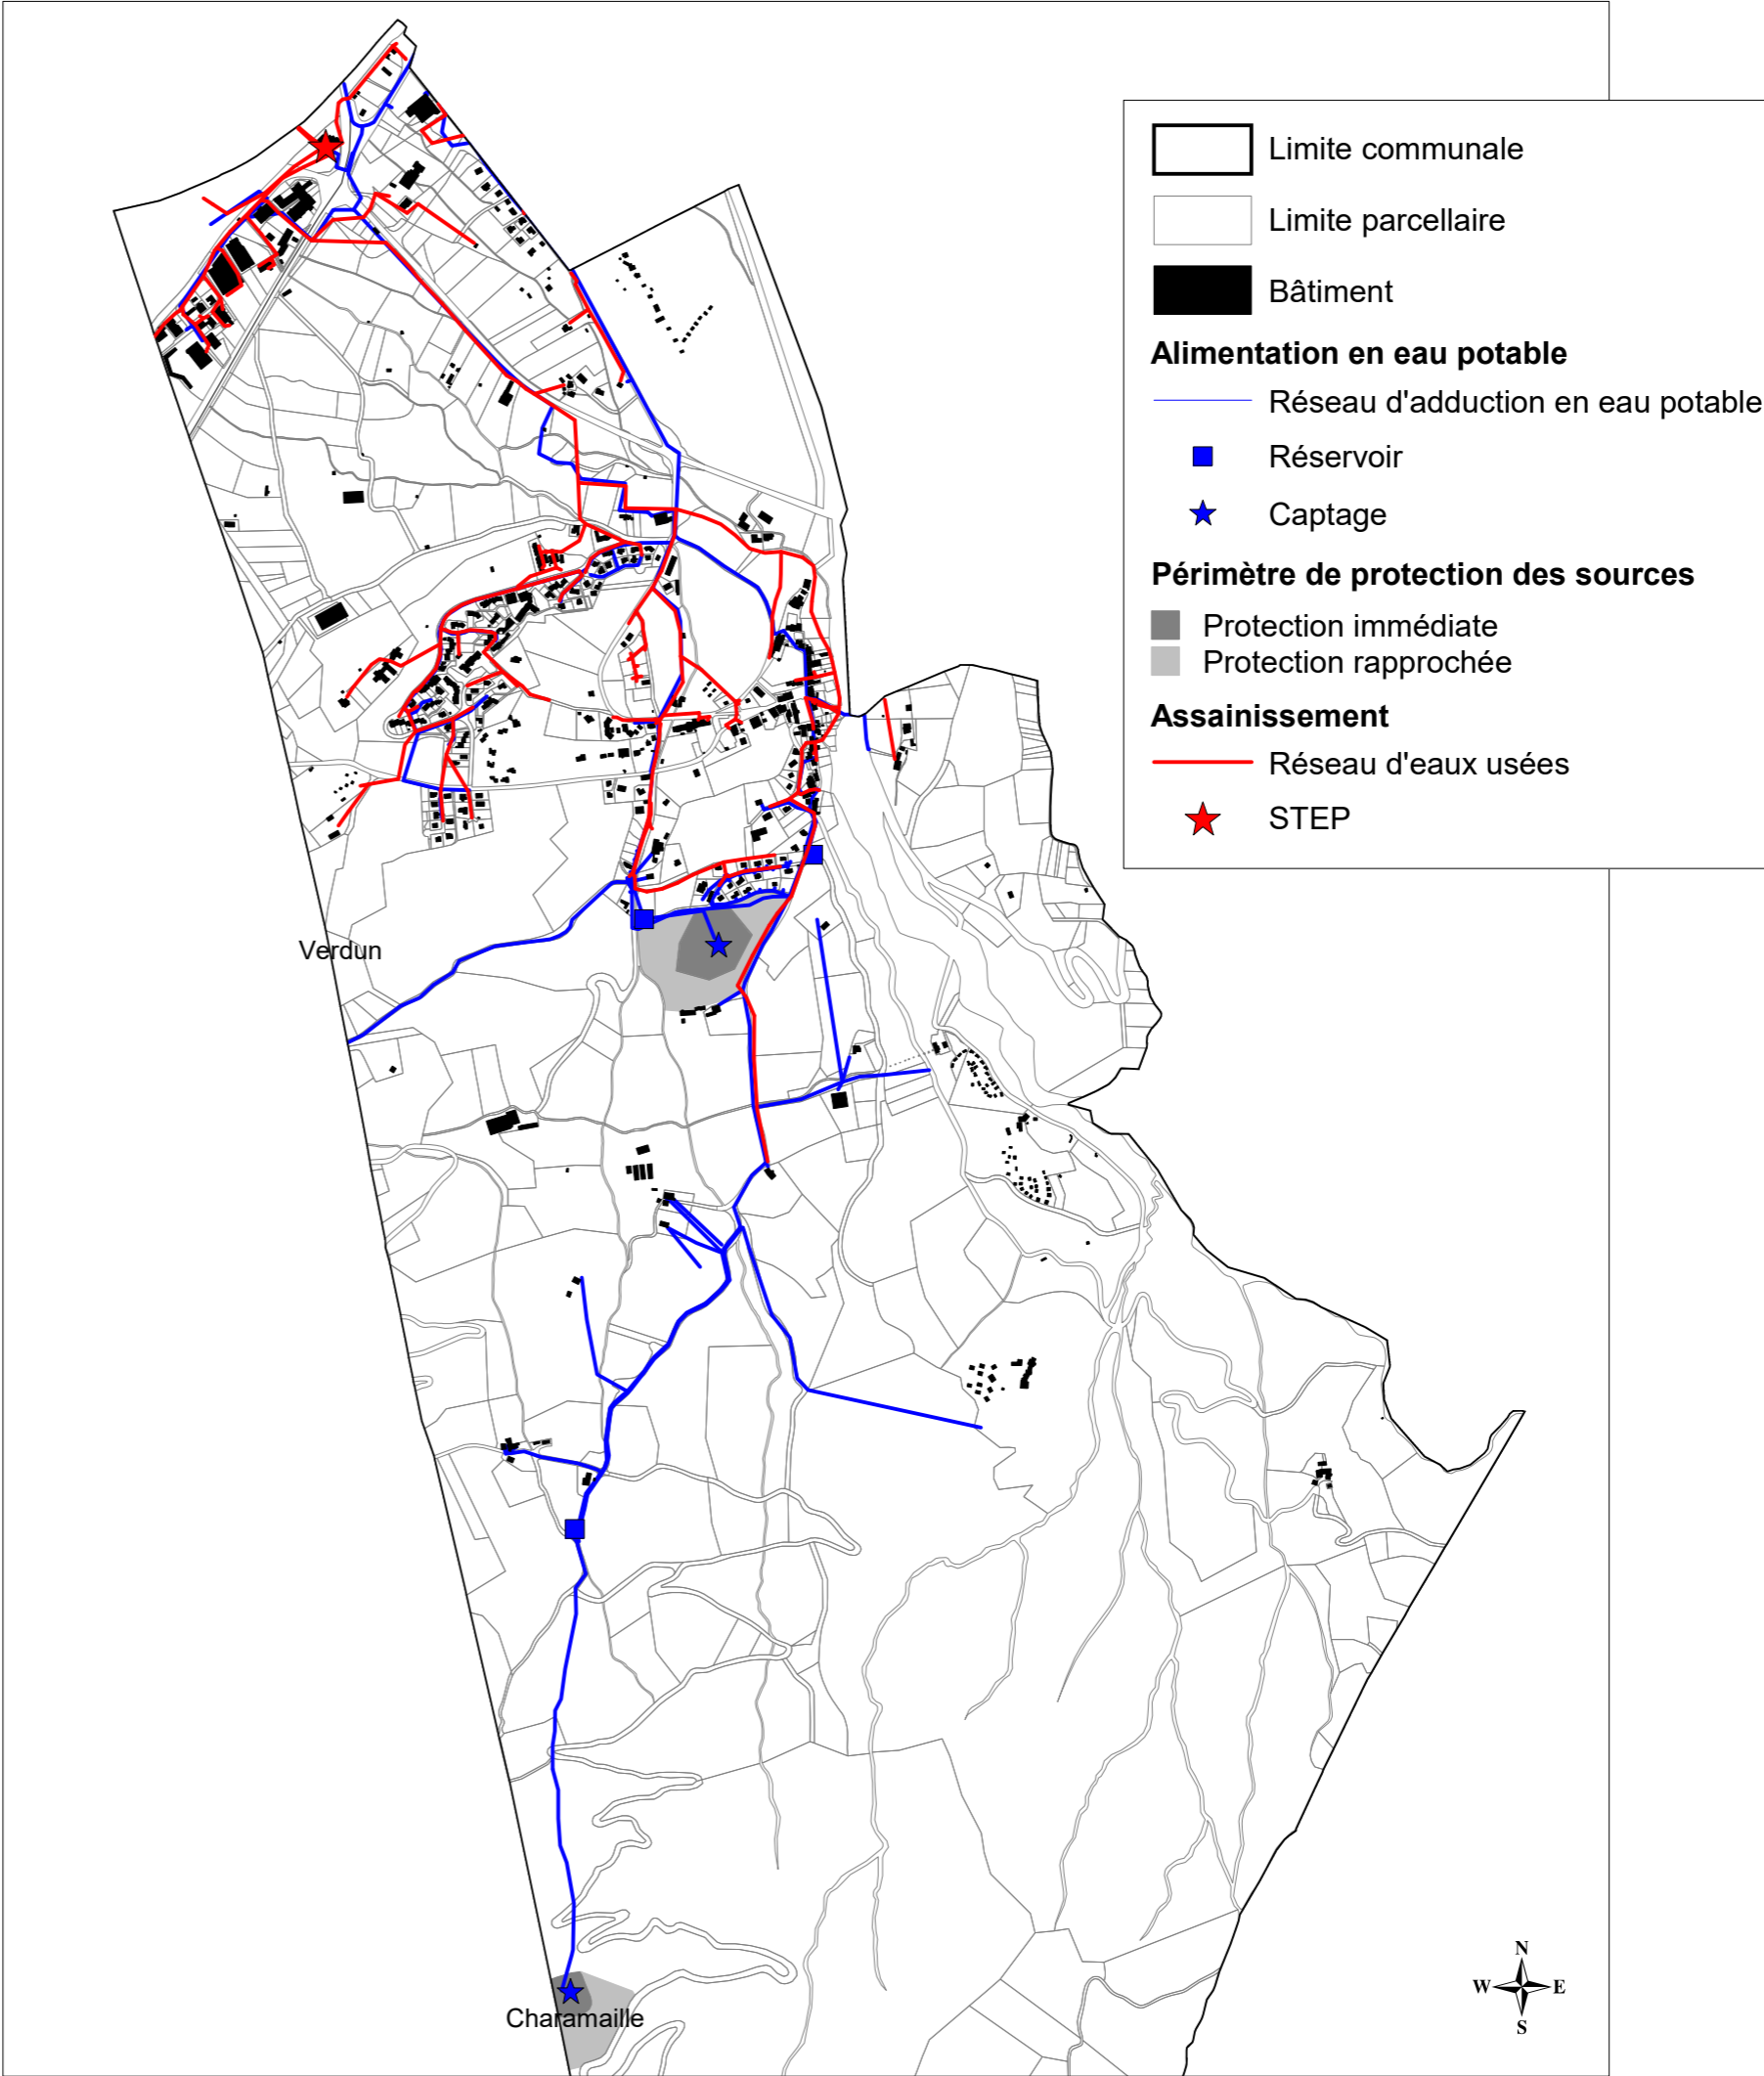 Limite communale
Limite parcellaire
Bâtiment
Alimentation en eau potable
Réseau d'adduction en eau potable
Réservoir
Captage
Périmètre de protection des sources
Protection immédiate
Protection rapprochée
Assainissement
Réseau d'eaux usées
STEP
Verdun
Charamaille
N
W E
S